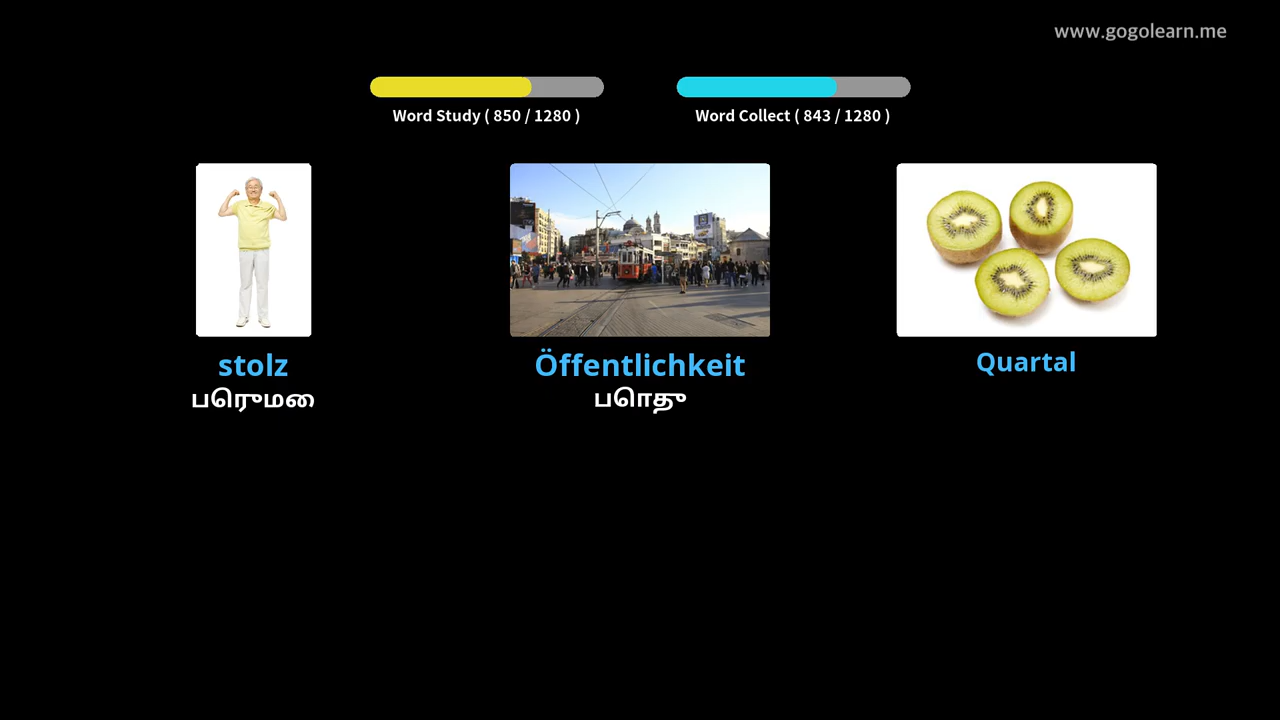 www.gogolearn.me
Word Study ( 850 / 1280 )
Word Collect ( 843 / 1280 )
stolz
பெருமை
Öffentlichkeit
பொது
Quartal